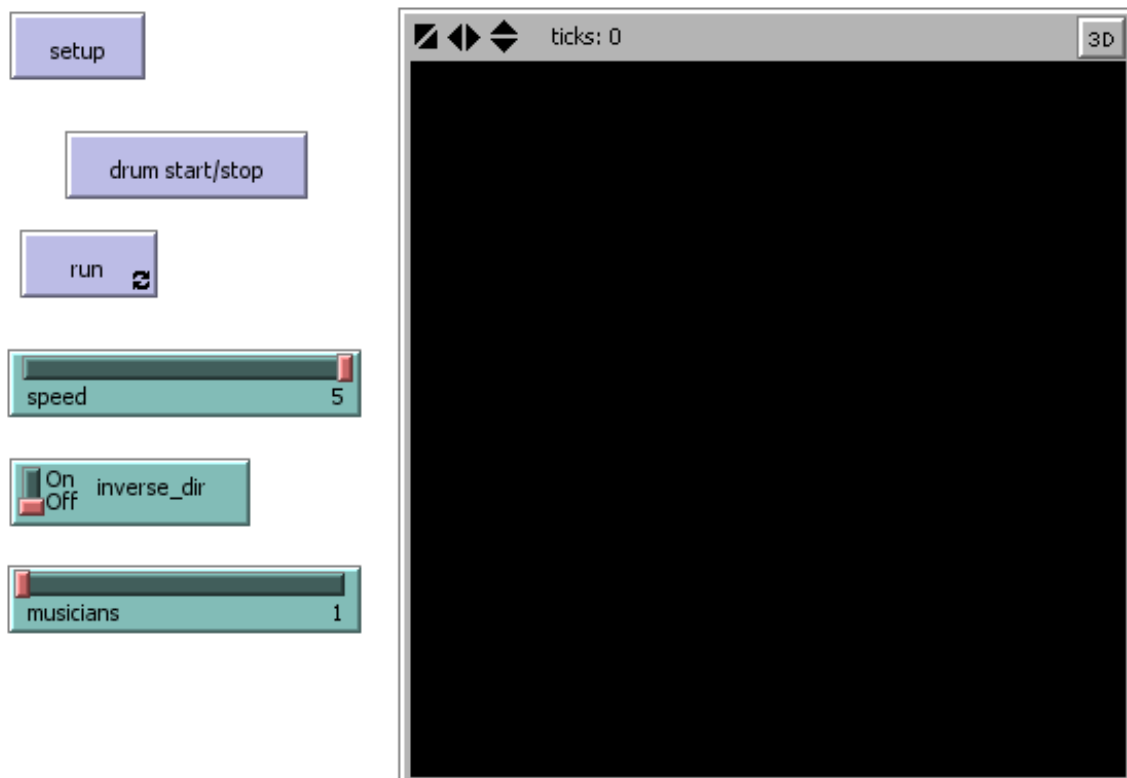 setup
ticks: 0
3D
drum start/stop
run
speed 5
On
Off
inverse_dir
musicians 1